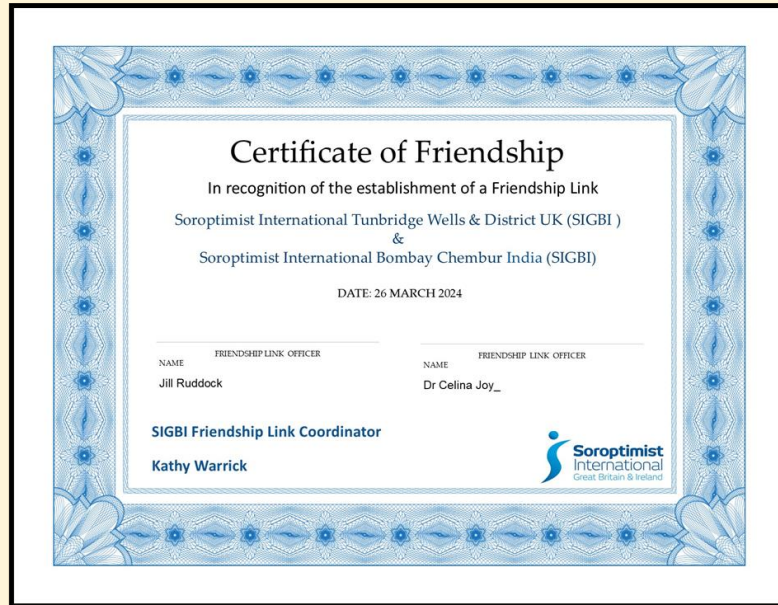 Certificate of Friendship
In recognition of the establishment of a Friendship Link
Soroptimist International Tunbridge Wells & District UK (SIGBI )
&
Soroptimist International Bombay Chembur India (SIGBI)
DATE: 26 MARCH 2024
FRIENDSHIP LINK OFFICER
NAME
Jill Ruddock
FRIENDSHIP LINK OFFICER
NAME
Dr Celina Joy_
SIGBI Friendship Link Coordinator
Kathy Warrick
Soroptimist
International
Great Britain & Ireland